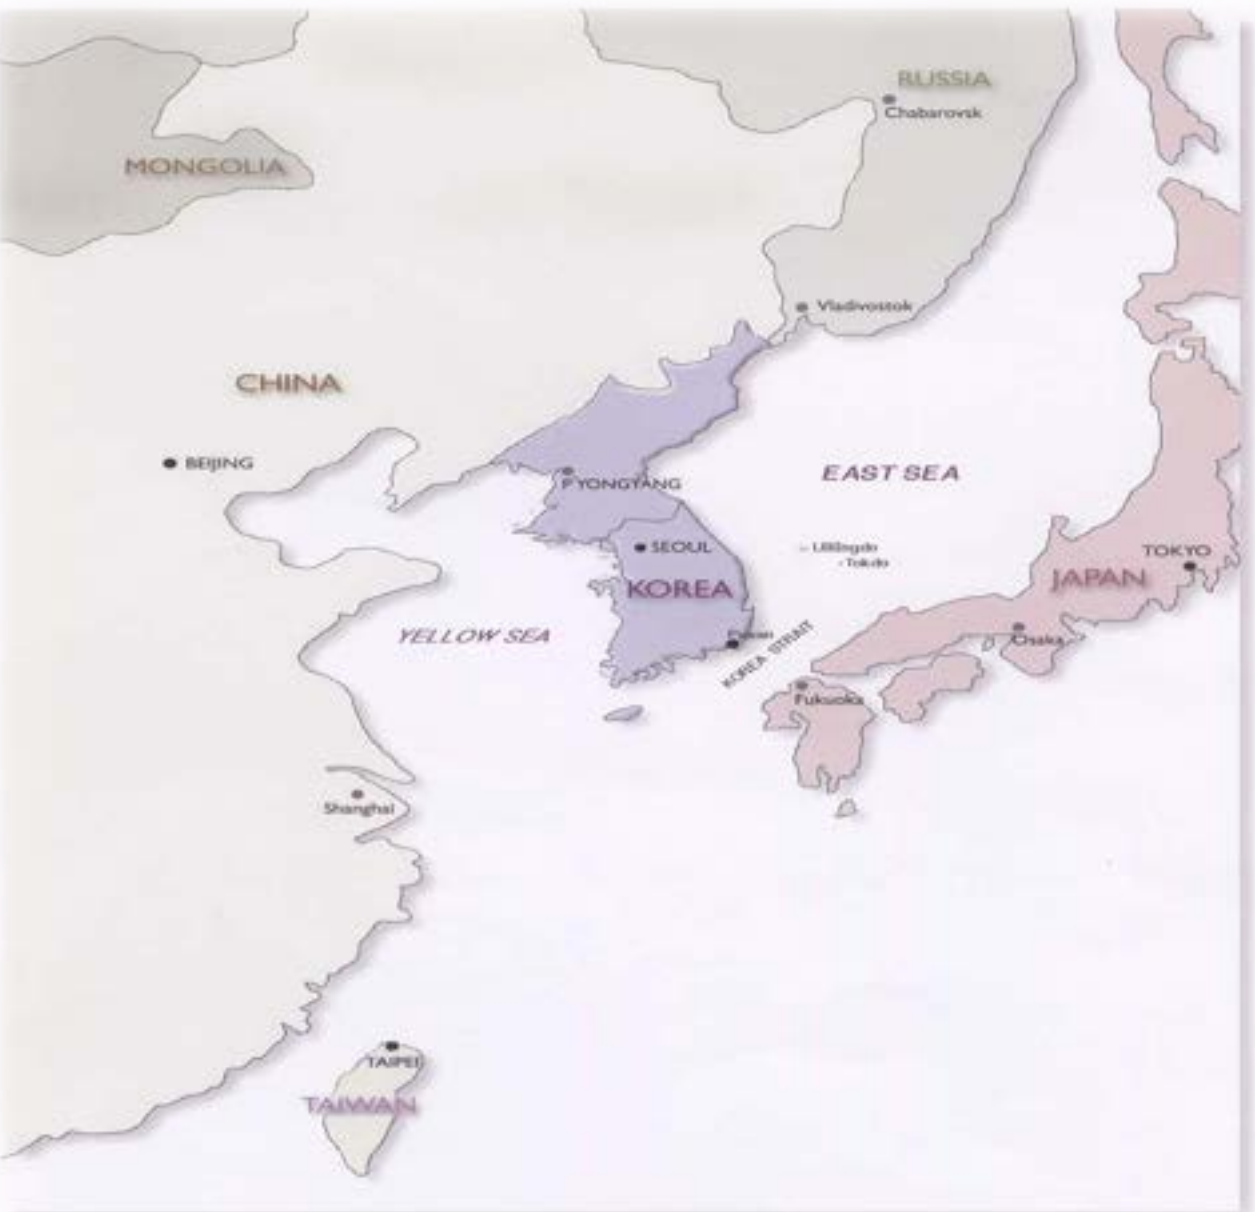 RUSSIA
Chabarovsk
MONGOLIA
Vladivostok
CHINA
BEIJING
EAST SEA
PYONGYANG
SEOUL
Tokdo
TOKYO
JAPAN
KOREA
YELLOW SEA
Osaka
KOREA STRAIT
Fukuoka
Shanghai
TAIPEI
TAIWAN